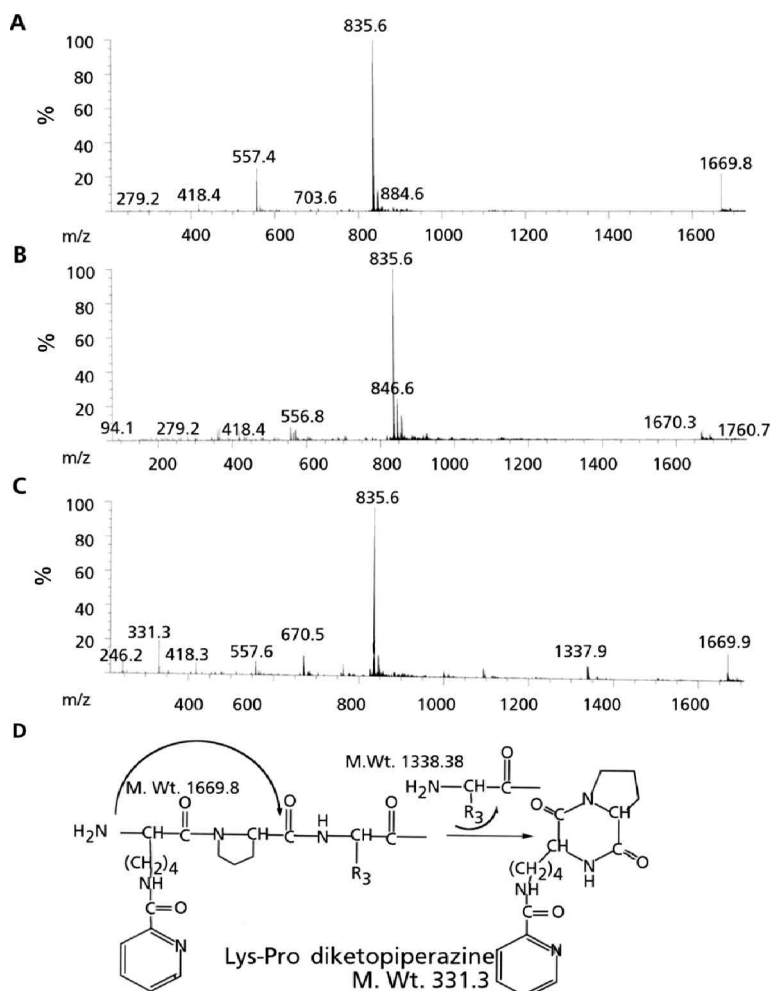 A
835.6
100
80
60
%
40
557.4
1669.8
20
279.2 418.4 703.6 884.6
m/z 400 600 800 1000 1200 1400 1600
B
835.6
100
80
60
%
40
846.6
20
94.1 279.2 418.4 556.8 1670.3 1760.7
m/z 200 400 600 800 1000 1200 1400 1600
C
835.6
100
80
60
%
40
331.3 670.5
20
246.2 418.3 557.6 1337.9 1669.9
m/z 400 600 800 1000 1200 1400 1600
D
M. Wt. 1669.8
M.Wt. 1338.38
H₂N—CH—C
O
R₃
H₂N—CH—C—N—CH—C—N—CH—C
O O H O
(CH₂)₄
NH
C=O
N
R₃
O=C N
CH CH
C=O
N
H
(CH₂)₄
NH
C=O
N
Lys-Pro diketopiperazine
M. Wt. 331.3